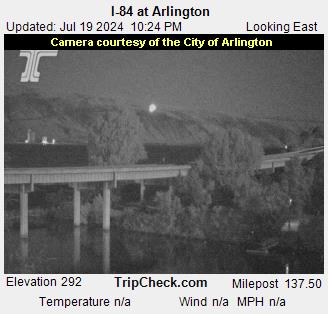 I-84 at Arlington
Updated: Jul 19 2024 10:24 PM Looking East
Camera courtesy of the City of Arlington
Elevation 292 TripCheck.com Milepost 137.50
Temperature n/a Wind n/a MPH n/a